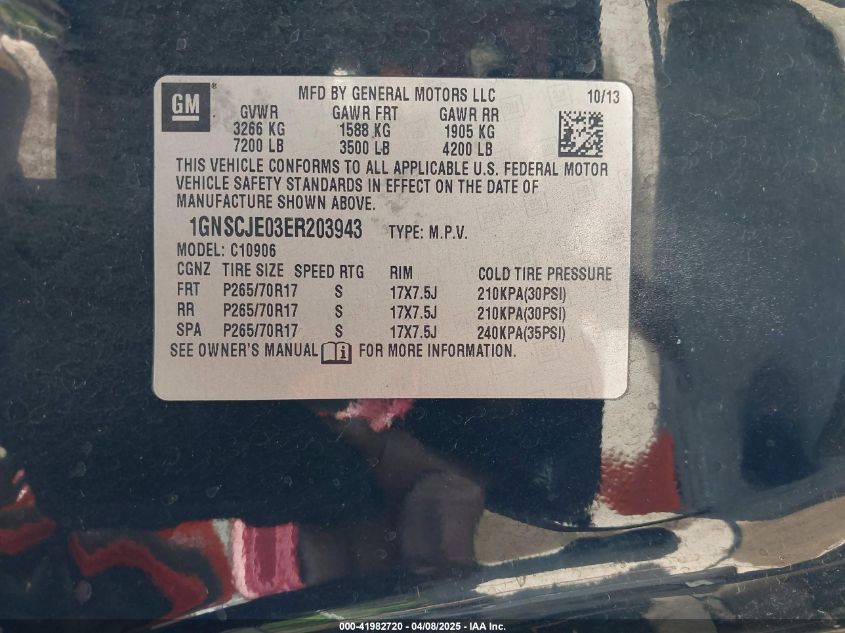 GM ® MFD BY GENERAL MOTORS LLC 10/13
GVWR GAWR FRT GAWR RR
3266 KG 1588 KG 1905 KG
7200 LB 3500 LB 4200 LB
THIS VEHICLE CONFORMS TO ALL APPLICABLE U.S. FEDERAL MOTOR
VEHICLE SAFETY STANDARDS IN EFFECT ON THE DATE OF
MANUFACTURE SHOWN ABOVE.
1GNSCJE03ER203943 TYPE: M.P.V.
MODEL: C10906
CGNZ TIRE SIZE SPEED RTG RIM COLD TIRE PRESSURE
FRT P265/70R17 S 17X7.5J 210KPA(30PSI)
RR P265/70R17 S 17X7.5J 210KPA(30PSI)
SPA P265/70R17 S 17X7.5J 240KPA(35PSI)
SEE OWNER'S MANUAL FOR MORE INFORMATION.
000-41982720 - 04/08/2025 - IAA Inc.